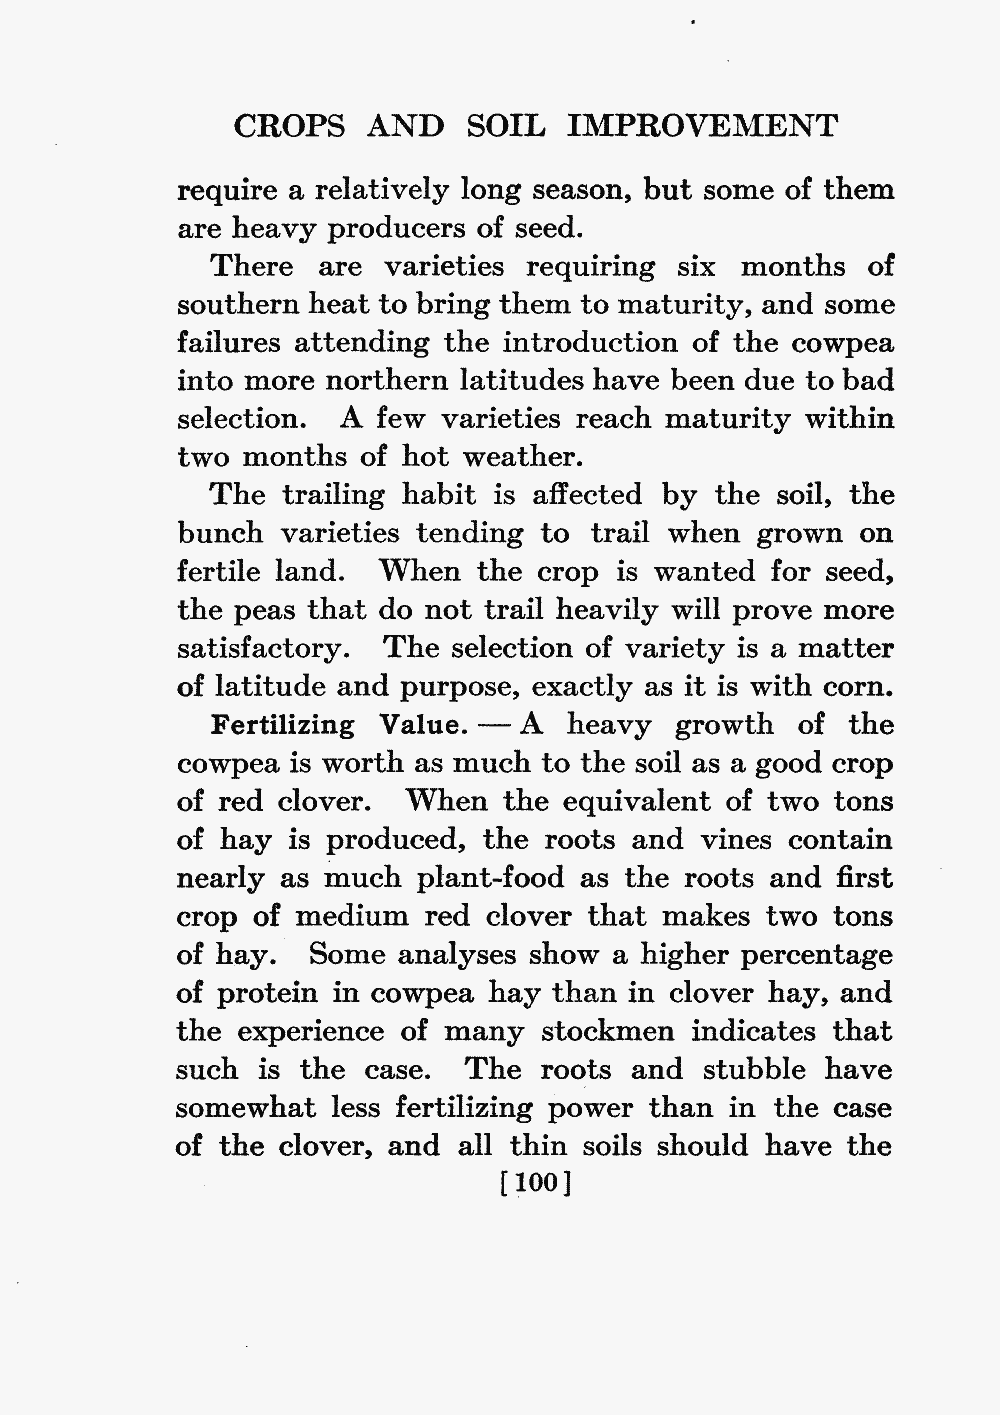 CROPS AND SOIL IMPROVEMENT
require a relatively long season, but some of them
are heavy producers of seed.
There are varieties requiring six months of
southern heat to bring them to maturity, and some
failures attending the introduction of the cowpea
into more northern latitudes have been due to bad
selection. A few varieties reach maturity within
two months of hot weather.
The trailing habit is affected by the soil, the
bunch varieties tending to trail when grown on
fertile land. When the crop is wanted for seed,
the peas that do not trail heavily will prove more
satisfactory. The selection of variety is a matter
of latitude and purpose, exactly as it is with corn.
Fertilizing Value. — A heavy growth of the
cowpea is worth as much to the soil as a good crop
of red clover. When the equivalent of two tons
of hay is produced, the roots and vines contain
nearly as much plant-food as the roots and first
crop of medium red clover that makes two tons
of hay. Some analyses show a higher percentage
of protein in cowpea hay than in clover hay, and
the experience of many stockmen indicates that
such is the case. The roots and stubble have
somewhat less fertilizing power than in the case
of the clover, and all thin soils should have the
[100]